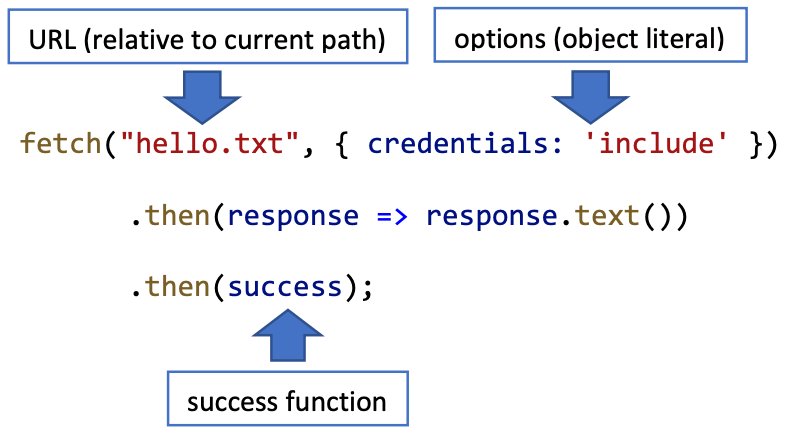 URL (relative to current path)
options (object literal)
fetch("hello.txt", { credentials: 'include' })
.then(response => response.text())
.then(success);
success function